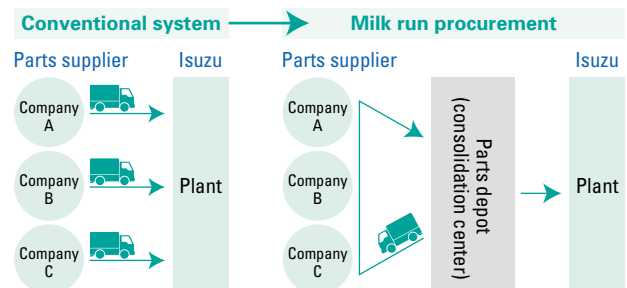 Conventional system
Milk run procurement
Parts supplier
Isuzu
Company
A
Company
B
Company
C
Plant
Parts supplier
Isuzu
Company
A
Company
B
Company
C
Parts depot
(consolidation center)
Plant